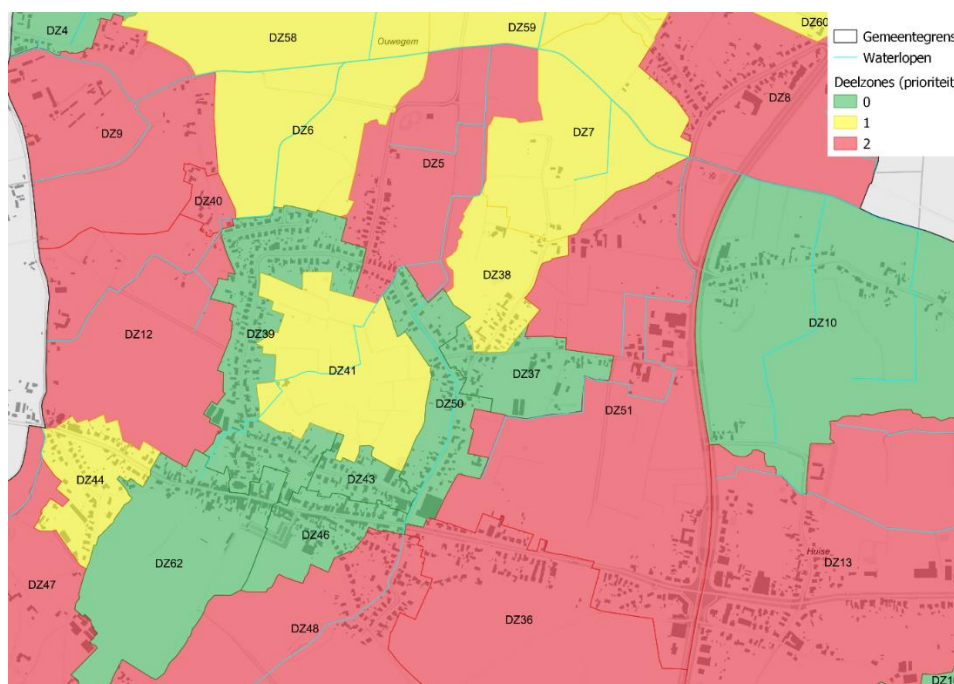 DZ4
DZ58
Ouwegem
DZ59
DZ60
Gemeentegrens
Waterlopen
Deelzones (prioriteit
0
1
2
DZ8
DZ9
DZ6
DZ7
DZ5
DZ40
DZ38
DZ39
DZ12
DZ10
DZ41
DZ37
DZ50
DZ51
DZ44
DZ43
DZ46
DZ62
Huise
DZ13
DZ47
DZ48
DZ36